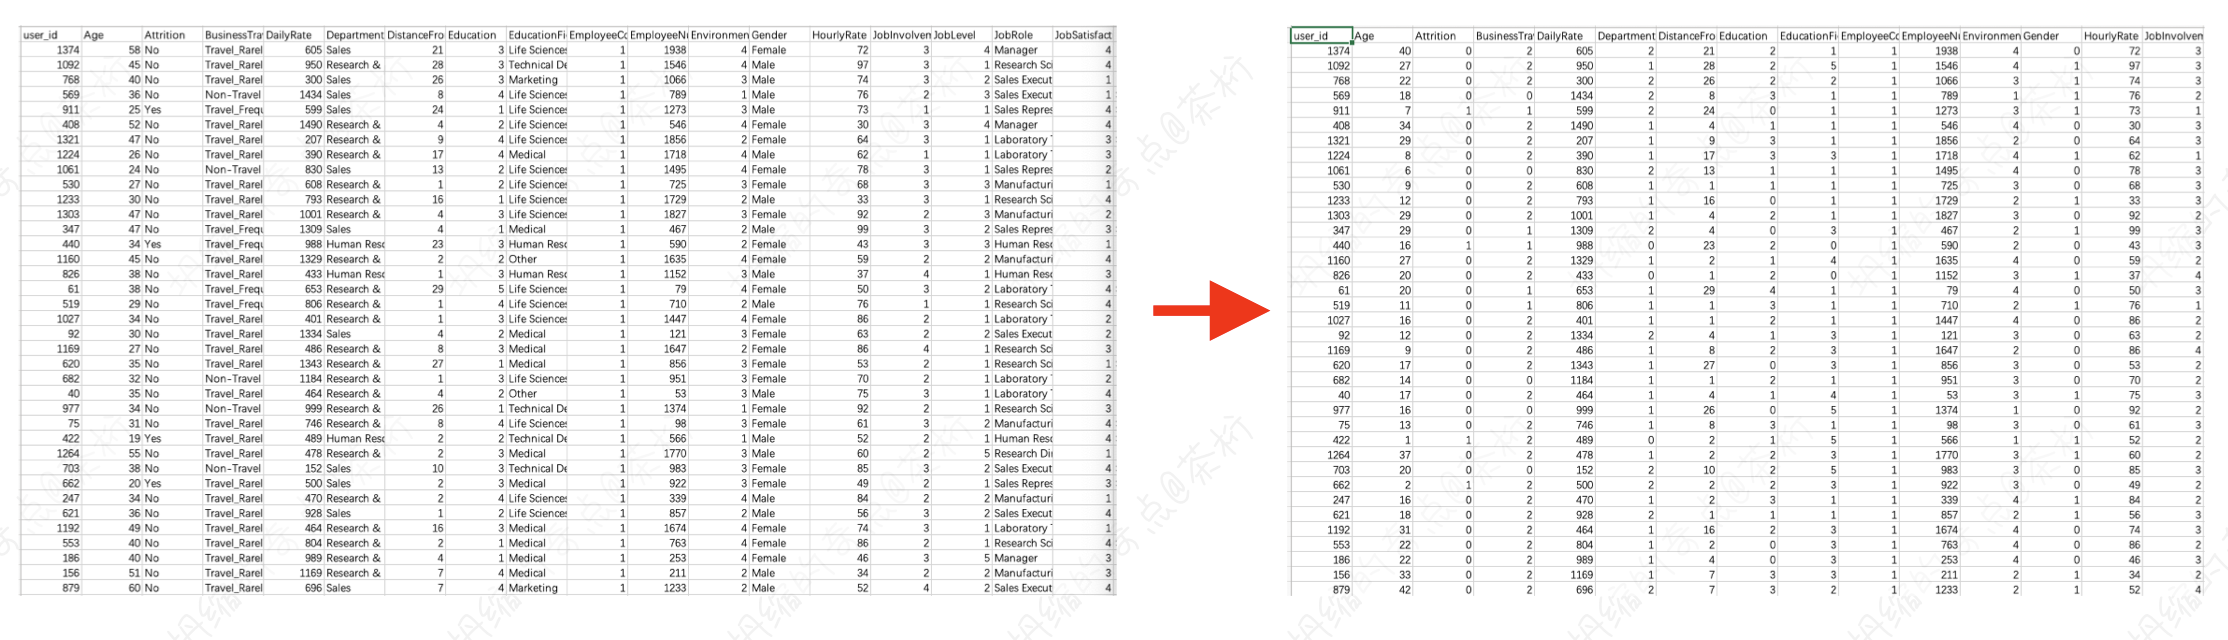 user_id Age Attrition BusinessTra DailyRate Department DistanceFro Education EducationFi EmployeeCo EmployeeNu Environmen Gender HourlyRate JobInvolven JobLevel JobRole JobSatisfact
1374 58 No Travel_Rarel 605 Sales 21 3 Life Sciences 1 1938 4 Female 72 3 4 Manager 4
1092 45 No Travel_Rarel 950 Research & 28 3 Technical De 1 1546 4 Male 97 3 1 Research Sci 4
768 40 No Travel_Rarel 300 Sales 26 3 Marketing 1 1066 3 Male 74 3 2 Sales Execut 1
569 36 No Non-Travel 1434 Sales 8 4 Life Sciences 1 789 1 Male 76 2 3 Sales Execut 1
911 25 Yes Travel_Frequ 599 Sales 24 1 Life Sciences 1 1273 3 Male 73 1 1 Sales Repres 4
408 52 No Travel_Rarel 1490 Research & 4 2 Life Sciences 1 546 4 Female 30 3 4 Manager 4
1321 47 No Travel_Rarel 207 Research & 9 4 Life Sciences 1 1856 2 Female 64 3 1 Laboratory 3
1224 26 No Travel_Rarel 390 Research & 17 4 Medical 1 1718 4 Male 62 1 1 Laboratory 3
1061 24 No Non-Travel 830 Sales 13 2 Life Sciences 1 1495 4 Female 78 3 1 Sales Repres 2
530 27 No Travel_Rarel 608 Research & 1 2 Life Sciences 1 725 3 Female 68 3 3 Manufacturi 1
1233 30 No Travel_Rarel 793 Research & 16 1 Life Sciences 1 1729 2 Male 33 3 1 Research Sci 4
1303 47 No Travel_Rarel 1001 Research & 4 3 Life Sciences 1 1827 3 Female 92 2 3 Manufacturi 2
347 47 No Travel_Frequ 1309 Sales 4 1 Medical 1 467 2 Male 99 3 2 Sales Repres 3
440 34 Yes Travel_Frequ 988 Human Reso 23 3 Human Reso 1 590 2 Female 43 3 3 Human Reso 1
1160 45 No Travel_Rarel 1329 Research & 2 2 Other 1 1635 4 Female 59 2 2 Manufacturi 4
826 38 No Travel_Rarel 433 Human Reso 1 3 Human Reso 1 1152 3 Male 37 4 1 Human Reso 3
61 38 No Travel_Frequ 653 Research & 29 5 Life Sciences 1 79 4 Female 50 3 2 Laboratory 4
519 29 No Travel_Rarel 806 Research & 1 4 Life Sciences 1 710 2 Male 76 1 1 Research Sci 4
1027 34 No Travel_Rarel 401 Research & 1 3 Life Sciences 1 1447 4 Female 86 2 1 Laboratory 2
92 30 No Travel_Rarel 1334 Sales 4 2 Medical 1 121 3 Female 63 2 2 Sales Execut 2
1169 27 No Travel_Rarel 486 Research & 8 3 Medical 1 1647 2 Female 86 4 1 Research Sci 3
620 35 No Travel_Rarel 1343 Research & 27 1 Medical 1 856 3 Female 53 2 1 Research Sci 1
682 32 No Non-Travel 1184 Research & 1 3 Life Sciences 1 951 3 Female 70 2 1 Laboratory 2
40 35 No Travel_Rarel 464 Research & 4 2 Other 1 53 3 Male 75 3 1 Laboratory 4
977 34 No Non-Travel 999 Research & 26 1 Technical De 1 1374 1 Female 92 2 1 Research Sci 3
75 31 No Travel_Rarel 746 Research & 8 4 Life Sciences 1 98 3 Female 61 3 2 Manufacturi 4
422 19 Yes Travel_Rarel 489 Human Reso 2 2 Technical De 1 566 1 Male 52 2 1 Human Reso 4
1264 55 No Travel_Rarel 478 Research & 2 3 Medical 1 1770 3 Male 60 2 5 Research Dir 1
703 38 No Non-Travel 152 Sales 10 3 Technical De 1 983 3 Female 85 3 2 Sales Execut 4
662 20 Yes Travel_Rarel 500 Sales 2 3 Medical 1 922 3 Female 49 2 1 Sales Repres 3
247 34 No Travel_Rarel 470 Research & 2 4 Life Sciences 1 339 4 Male 84 2 2 Manufacturi 1
621 36 No Travel_Rarel 928 Sales 1 2 Life Sciences 1 857 2 Male 56 3 2 Sales Execut 4
1192 49 No Travel_Rarel 464 Research & 16 3 Medical 1 1674 4 Female 74 3 1 Laboratory 1
553 40 No Travel_Rarel 804 Research & 2 1 Medical 1 763 4 Female 86 2 1 Research Sci 4
186 40 No Travel_Rarel 989 Research & 4 1 Medical 1 253 4 Female 46 3 5 Manager 3
156 51 No Travel_Rarel 1169 Research & 7 4 Medical 1 211 2 Male 34 2 2 Manufacturi 3
879 60 No Travel_Rarel 696 Sales 7 4 Marketing 1 1233 2 Male 52 4 2 Sales Execut 4
user_id Age Attrition BusinessTra DailyRate Department DistanceFro Education EducationFi EmployeeCo EmployeeNu Environmen Gender HourlyRate JobInvolvem
1374 40 0 2 605 2 21 2 1 1 1938 4 0 72 3
1092 27 0 2 950 1 28 2 5 1 1546 4 1 97 3
768 22 0 2 300 2 26 2 2 1 1066 3 1 74 3
569 18 0 0 1434 2 8 3 1 1 789 1 1 76 2
911 7 1 1 599 2 24 0 1 1 1273 3 1 73 1
408 34 0 2 1490 1 4 1 1 1 546 4 0 30 3
1321 29 0 2 207 1 9 3 1 1 1856 2 0 64 3
1224 8 0 2 390 1 17 3 3 1 1718 4 1 62 1
1061 6 0 0 830 2 13 1 1 1 1495 4 0 78 3
530 9 0 2 608 1 1 1 1 1 725 3 0 68 3
1233 12 0 2 793 1 16 0 1 1 1729 2 1 33 3
1303 29 0 2 1001 1 4 2 1 1 1827 3 0 92 2
347 29 0 1 1309 2 4 0 3 1 467 2 1 99 3
440 16 1 1 988 0 23 2 0 1 590 2 0 43 3
1160 27 0 2 1329 1 2 1 4 1 1635 4 0 59 2
826 20 0 2 433 0 1 2 0 1 1152 3 1 37 4
61 20 0 1 653 1 29 4 1 1 79 4 0 50 3
519 11 0 2 806 1 1 3 1 1 710 2 1 76 1
1027 16 0 2 401 1 1 2 1 1 1447 4 0 86 2
92 12 0 2 1334 2 4 1 3 1 121 3 0 63 2
1169 9 0 2 486 1 8 2 3 1 1647 2 0 86 4
620 17 0 2 1343 1 27 0 3 1 856 3 0 53 2
682 14 0 0 1184 1 1 2 1 1 951 3 0 70 2
40 17 0 2 464 1 4 1 4 1 53 3 1 75 3
977 16 0 0 999 1 26 0 5 1 1374 1 0 92 2
75 13 0 2 746 1 8 3 1 1 98 3 0 61 3
422 1 1 2 489 0 2 1 5 1 566 1 1 52 2
1264 37 0 2 478 1 2 2 3 1 1770 3 1 60 2
703 20 0 0 152 2 10 2 5 1 983 3 0 85 3
662 2 1 2 500 2 2 2 3 1 922 3 0 49 2
247 16 0 2 470 1 2 3 1 1 339 4 1 84 2
621 18 0 2 928 2 1 1 1 1 857 2 1 56 3
1192 31 0 2 464 1 16 2 3 1 1674 4 0 74 3
553 22 0 2 804 1 2 0 3 1 763 4 0 86 2
186 22 0 2 989 1 4 0 3 1 253 4 0 46 3
156 33 0 2 1169 1 7 3 3 1 211 2 1 34 2
879 42 0 2 696 2 7 3 2 1 1233 2 1 52 4